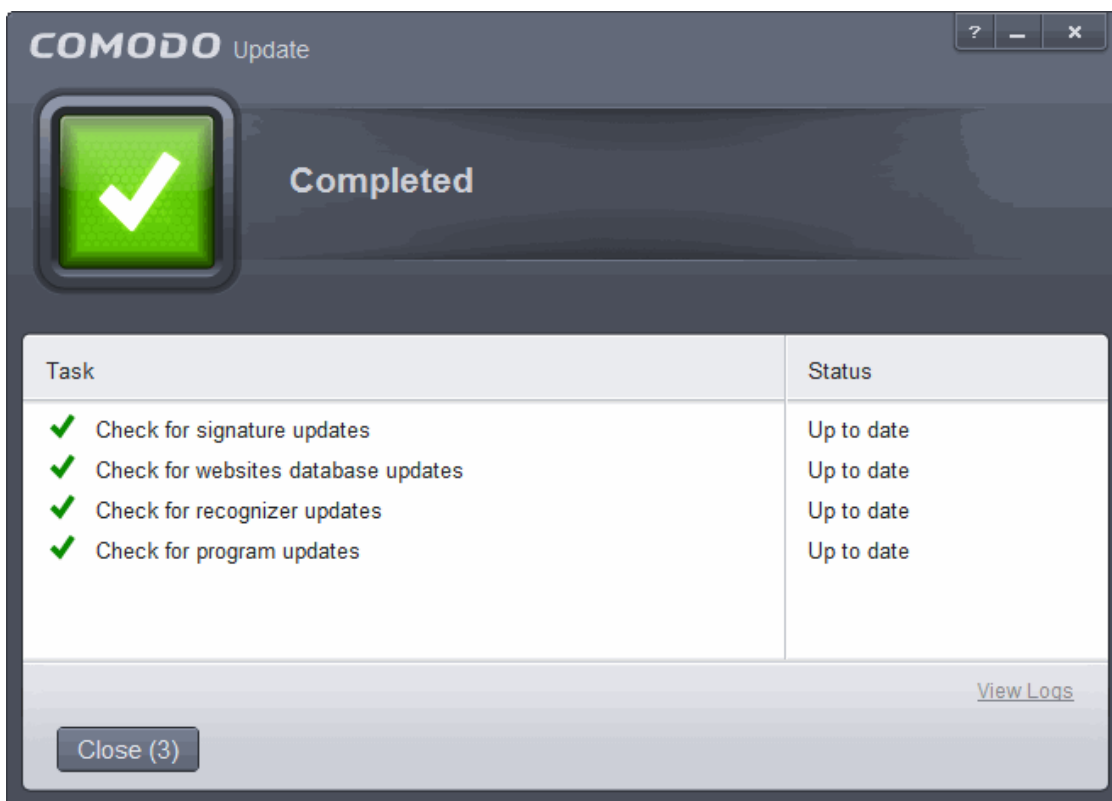 COMODO Update
? – ×
Completed
Task Status
Check for signature updates Up to date
Check for websites database updates Up to date
Check for recognizer updates Up to date
Check for program updates Up to date
View Logs
Close (3)